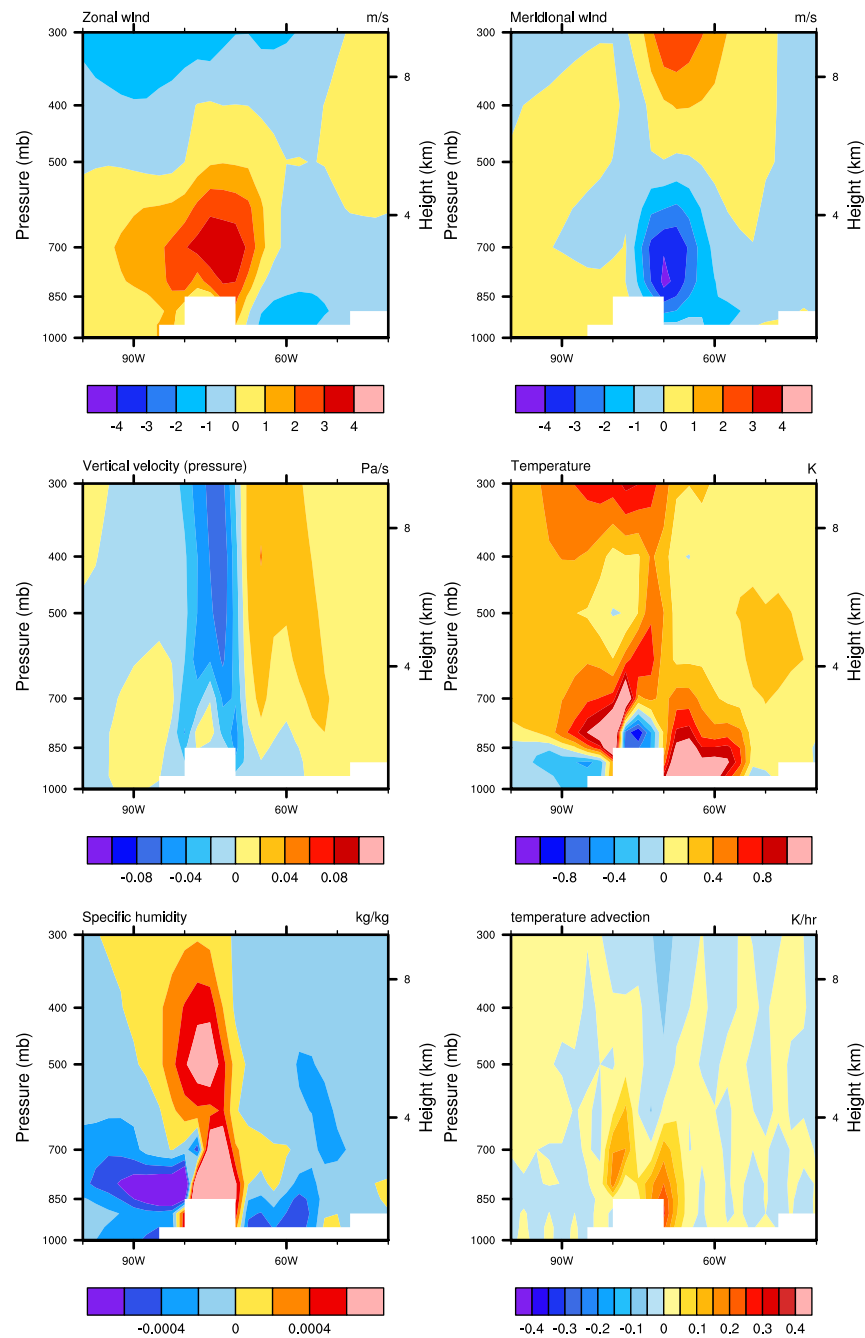 Zonal wind m/s
300
400
500
700
850
1000
Pressure (mb)
8
4
Height (km)
90W 60W
-4 -3 -2 -1 0 1 2 3 4
Meridional wind m/s
300
400
500
700
850
1000
Pressure (mb)
8
4
Height (km)
90W 60W
-4 -3 -2 -1 0 1 2 3 4
Vertical velocity (pressure) Pa/s
300
400
500
700
850
1000
Pressure (mb)
8
4
Height (km)
90W 60W
-0.08 -0.04 0 0.04 0.08
Temperature K
300
400
500
700
850
1000
Pressure (mb)
8
4
Height (km)
90W 60W
-0.8 -0.4 0 0.4 0.8
Specific humidity kg/kg
300
400
500
700
850
1000
Pressure (mb)
8
4
Height (km)
90W 60W
-0.0004 0 0.0004
temperature advection K/hr
300
400
500
700
850
1000
Pressure (mb)
8
4
Height (km)
90W 60W
-0.4 -0.3 -0.2 -0.1 0 0.1 0.2 0.3 0.4